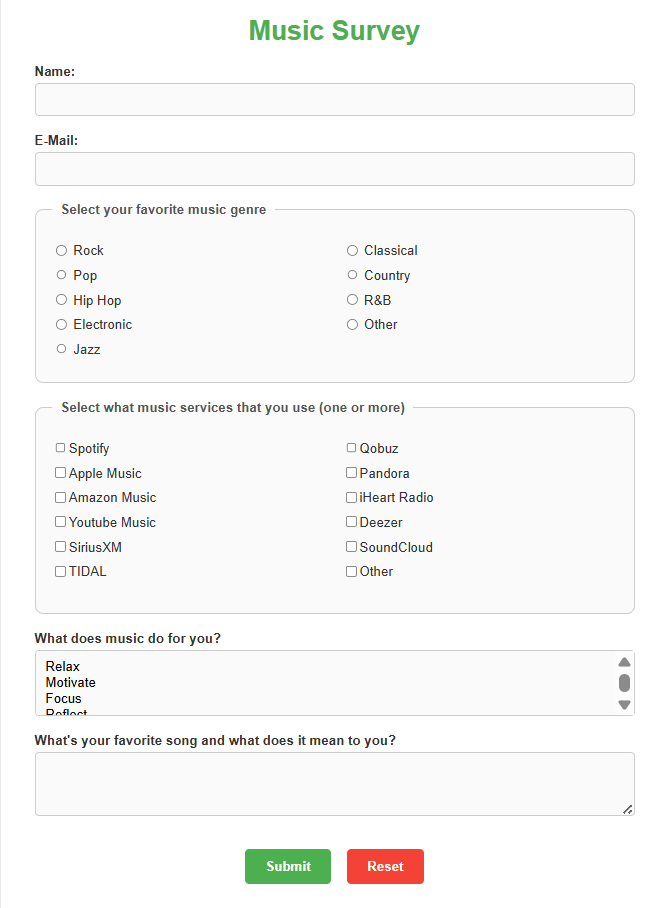 Music Survey
Name:
E-Mail:
Select your favorite music genre
Rock
Pop
Hip Hop
Electronic
Jazz
Classical
Country
R&B
Other
Select what music services that you use (one or more)
Spotify
Apple Music
Amazon Music
Youtube Music
SiriusXM
TIDAL
Qobuz
Pandora
iHeart Radio
Deezer
SoundCloud
Other
What does music do for you?
Relax
Motivate
Focus
Reflect
What's your favorite song and what does it mean to you?
Submit
Reset